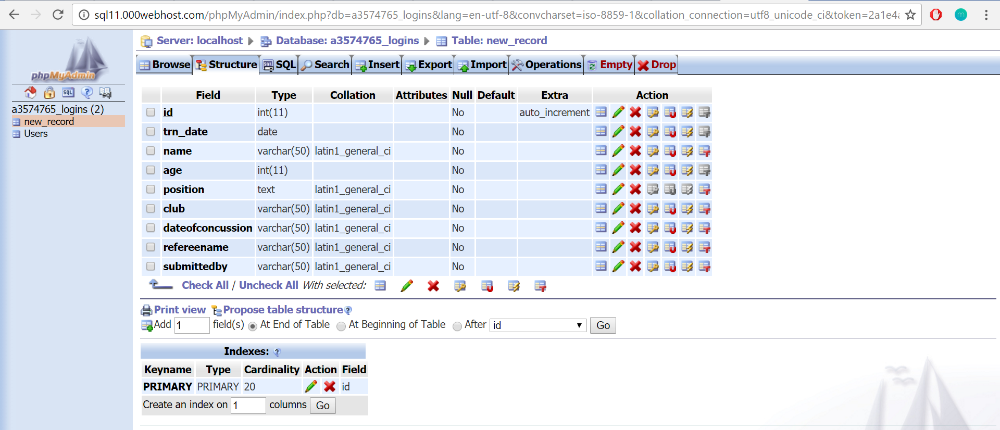 sql11.000webhost.com/phpMyAdmin/index.php?db=a3574765_logins&lang=en-utf-8&convcharset=iso-8859-1&collation_connection=utf8_unicode_ci&token=2a1e4a
m
phpMyAdmin
SQL
sql
a3574765_logins (2)
new_record
Users
Server: localhost Database: a3574765_logins Table: new_record
Browse Structure SQL Search Insert Export Import Operations Empty Drop
Field Type Collation Attributes Null Default Extra Action
id int(11) No auto_increment
trn_date date No
name varchar(50) latin1_general_ci No
age int(11) No
position text latin1_general_ci No
club varchar(50) latin1_general_ci No
dateofconcussion varchar(50) latin1_general_ci No
refereename varchar(50) latin1_general_ci No
submittedby varchar(50) latin1_general_ci No
Check All / Uncheck All With selected:
Print view Propose table structure
Add 1 field(s) At End of Table At Beginning of Table After id Go
Indexes:
Keyname Type Cardinality Action Field
PRIMARY PRIMARY 20 id
Create an index on 1 columns Go